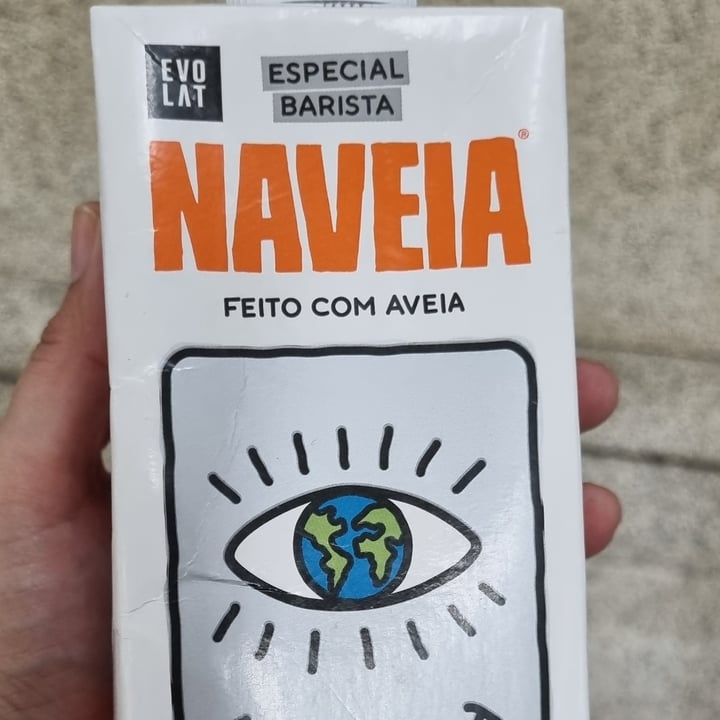 EVO
LAT
ESPECIAL
BARISTA
NAVEIA®
FEITO COM AVEIA